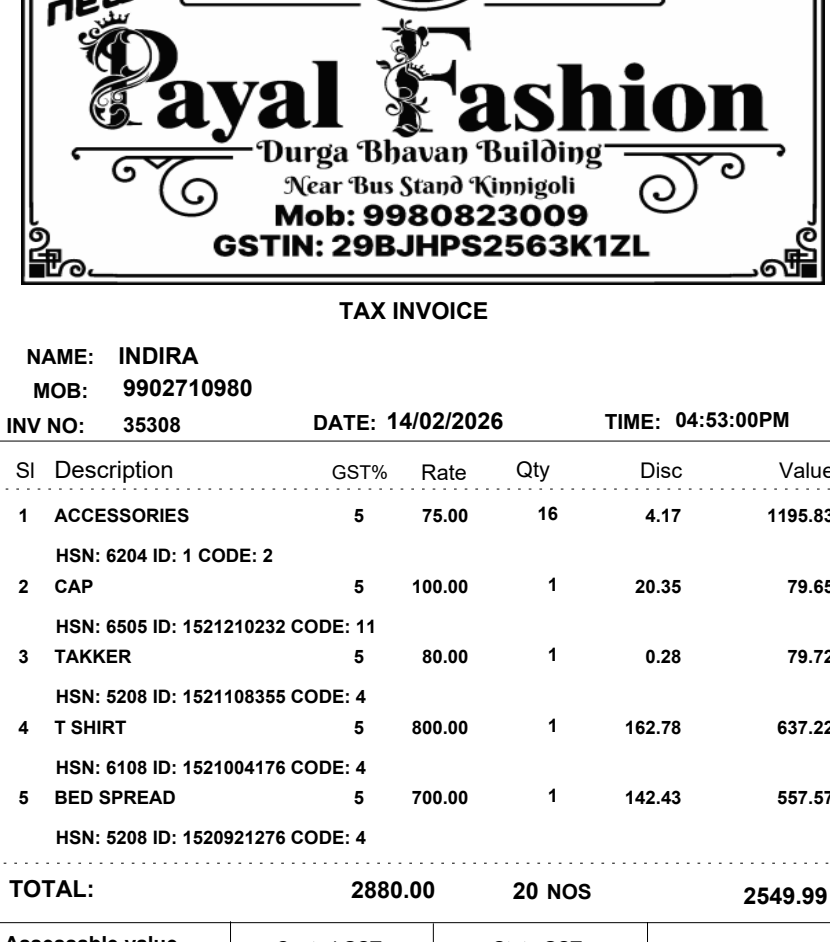 new
Payal Fashion
Durga Bhavan Building
Near Bus Stand Kinnigoli
Mob: 9980823009
GSTIN: 29BJHPS2563K1ZL
TAX INVOICE
NAME: INDIRA
MOB: 9902710980
INV NO: 35308 DATE: 14/02/2026 TIME: 04:53:00PM
Sl Description GST% Rate Qty Disc Value
1 ACCESSORIES 5 75.00 16 4.17 1195.83
HSN: 6204 ID: 1 CODE: 2
2 CAP 5 100.00 1 20.35 79.65
HSN: 6505 ID: 1521210232 CODE: 11
3 TAKKER 5 80.00 1 0.28 79.72
HSN: 5208 ID: 1521108355 CODE: 4
4 T SHIRT 5 800.00 1 162.78 637.22
HSN: 6108 ID: 1521004176 CODE: 4
5 BED SPREAD 5 700.00 1 142.43 557.57
HSN: 5208 ID: 1520921276 CODE: 4
TOTAL: 2880.00 20 NOS 2549.99